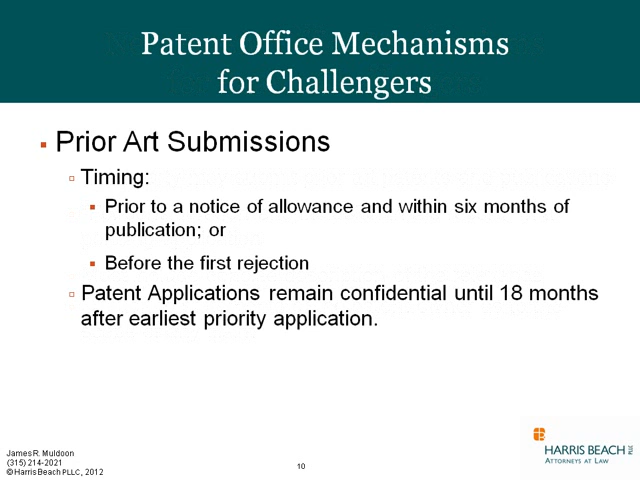 Patent Office Mechanisms
for Challengers
Prior Art Submissions
Timing:
Prior to a notice of allowance and within six months of
publication; or
Before the first rejection
Patent Applications remain confidential until 18 months
after earliest priority application.
James R. Muldoon
(315) 214-2021
© Harris Beach PLLC, 2012
10
HARRIS BEACH PLLC
ATTORNEYS AT LAW